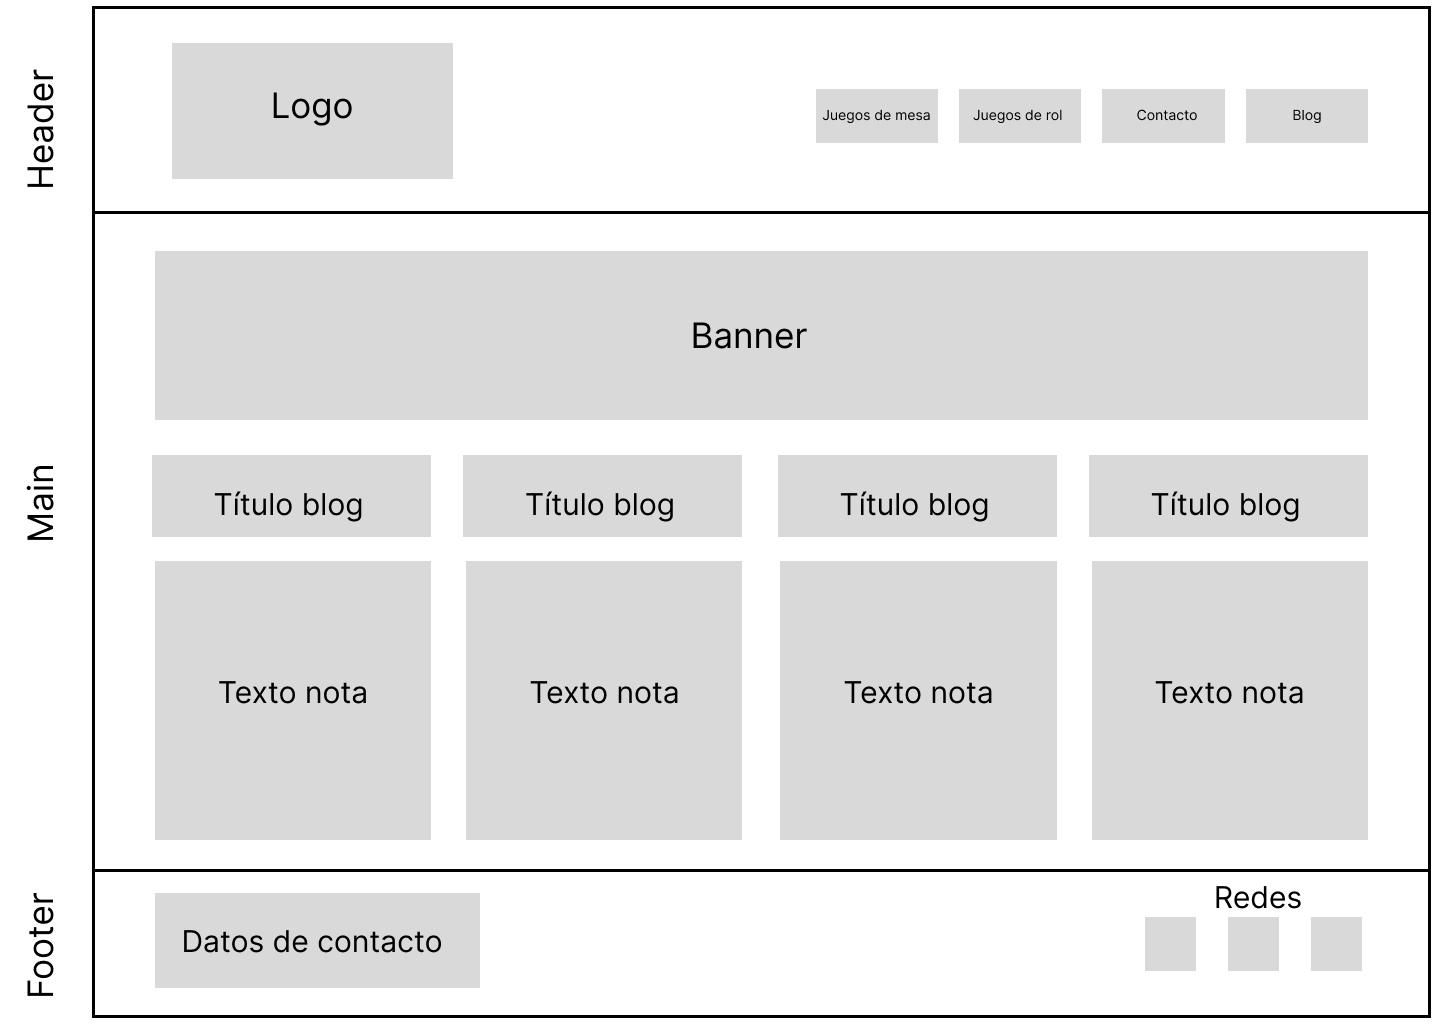 Header
Logo
Juegos de mesa
Juegos de rol
Contacto
Blog
Main
Banner
Título blog
Título blog
Título blog
Título blog
Texto nota
Texto nota
Texto nota
Texto nota
Footer
Datos de contacto
Redes